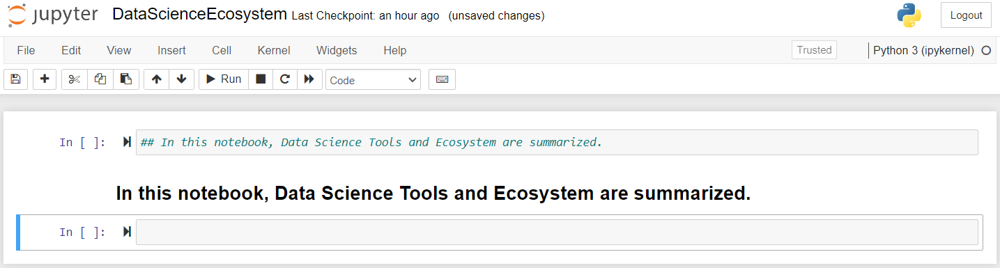 jupyter DataScienceEcosystem Last Checkpoint: an hour ago (unsaved changes) Logout
File Edit View Insert Cell Kernel Widgets Help Trusted Python 3 (ipykernel)
Run Code
In [ ]: ## In this notebook, Data Science Tools and Ecosystem are summarized.
In this notebook, Data Science Tools and Ecosystem are summarized.
In [ ]: